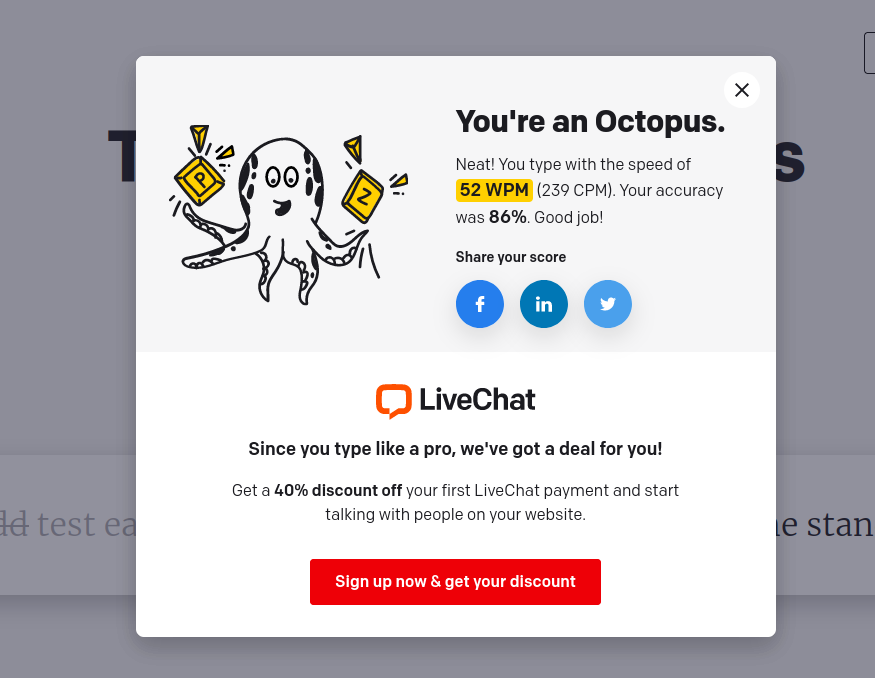 You're an Octopus.
Neat! You type with the speed of
52 WPM (239 CPM). Your accuracy
was 86%. Good job!
Share your score
f
in
P
Z
LiveChat
Since you type like a pro, we've got a deal for you!
Get a 40% discount off your first LiveChat payment and start
talking with people on your website.
test
Sign up now & get your discount